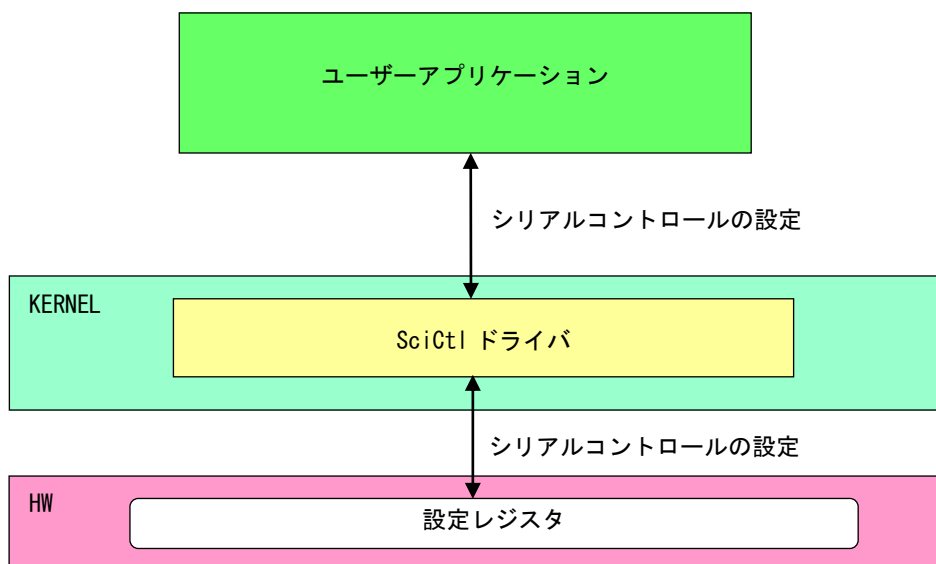 ユーザーアプリケーション
シリアルコントロールの設定
KERNEL
SciCtl ドライバ
シリアルコントロールの設定
HW
設定レジスタ